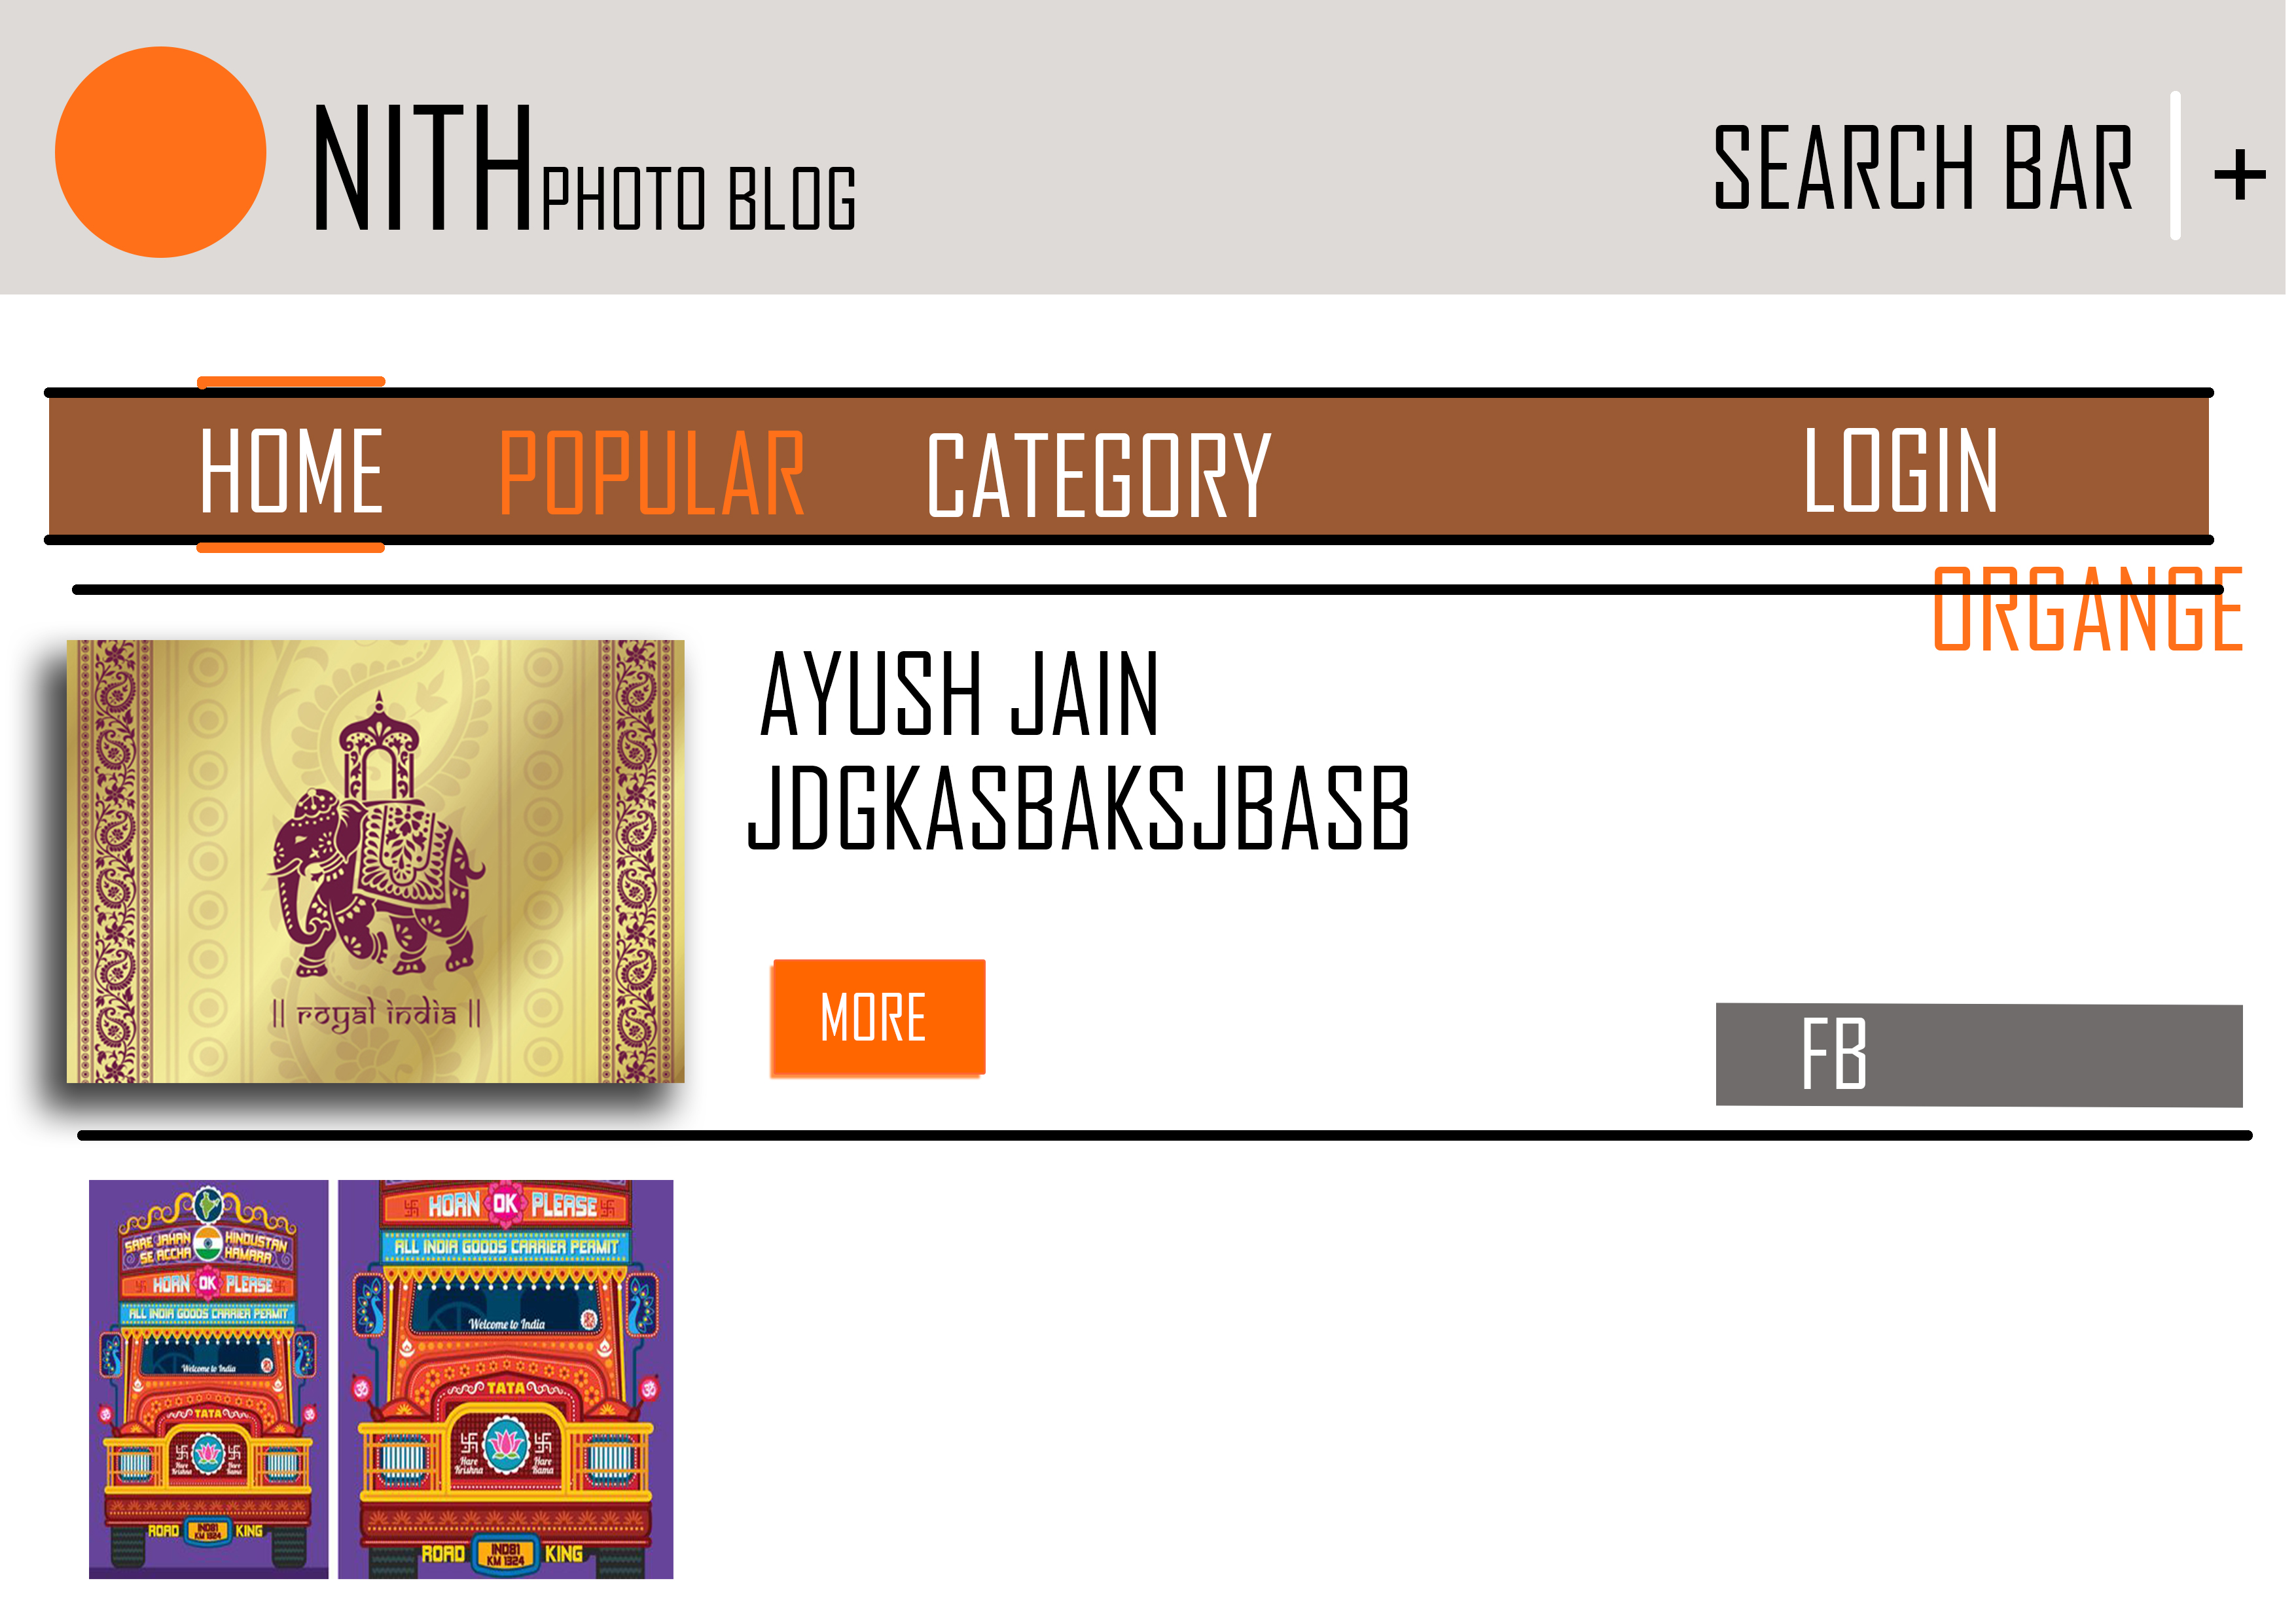 NITH PHOTO BLOG
SEARCH BAR +
HOME POPULAR CATEGORY LOGIN
ORGANGE
AYUSH JAIN
JDGKASBAKSJBASB
|| royal india ||
MORE
FB
SARE JAHAN HINDUSTAN
SE ACCHA HAMARA
HORN OK PLEASE
ALL INDIA GOODS CARRIER PERMIT
Welcome to India
TATA
Hare Hare
Krishna Rama
ROAD IND81 KING
KM 1324
HORN OK PLEASE
ALL INDIA GOODS CARRIER PERMIT
Welcome to India
TATA
Hare Hare
Krishna Rama
ROAD IND81 KING
KM 1324